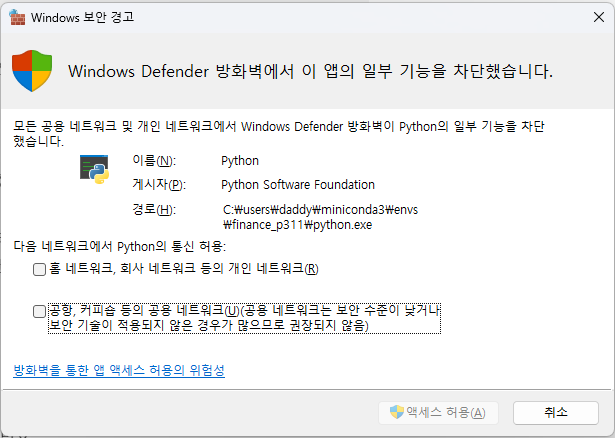 Windows 보안 경고
Windows Defender 방화벽에서 이 앱의 일부 기능을 차단했습니다.
모든 공용 네트워크 및 개인 네트워크에서 Windows Defender 방화벽이 Python의 일부 기능을 차단
했습니다.
이름(N): Python
게시자(P): Python Software Foundation
경로(H): C:₩users₩daddy₩miniconda3₩envs
₩finance_p311₩python.exe
다음 네트워크에서 Python의 통신 허용:
홈 네트워크, 회사 네트워크 등의 개인 네트워크(R)
공항, 커피숍 등의 공용 네트워크(U)(공용 네트워크는 보안 수준이 낮거나
보안 기술이 적용되지 않은 경우가 많으므로 권장되지 않음)
방화벽을 통한 앱 액세스 허용의 위험성
액세스 허용(A) 취소